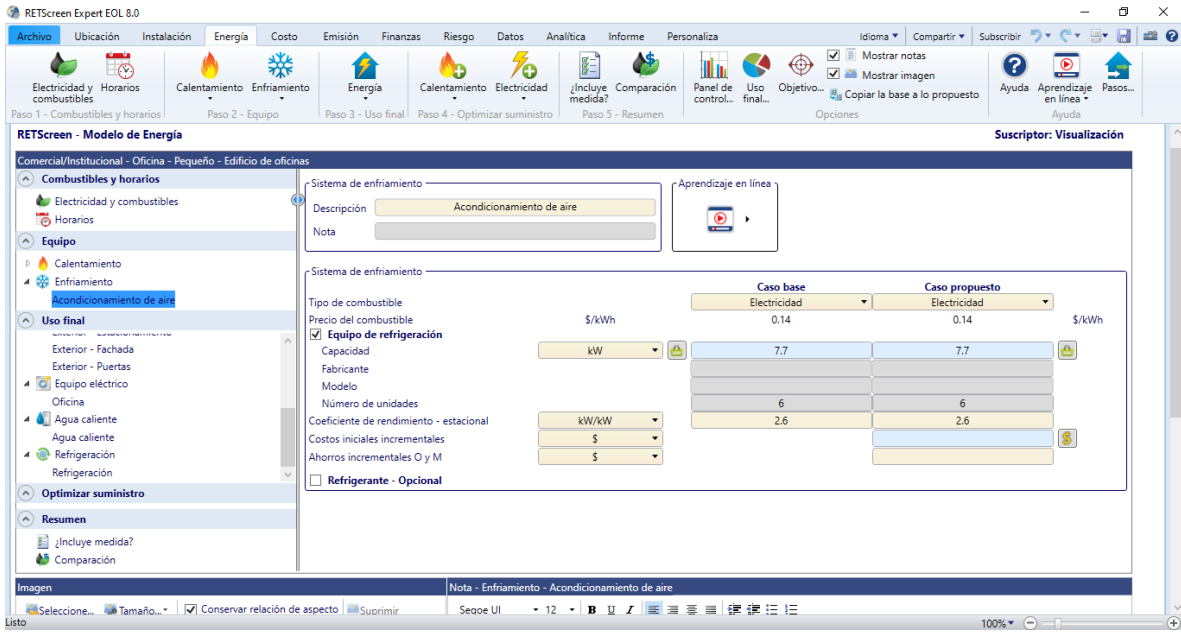 RETScreen Expert EOL 8.0
Archivo Ubicación Instalación Energía Costo Emisión Finanzas Riesgo Datos Analítica Informe Personaliza Idioma Compartir Subscribir
Electricidad y combustibles Horarios Calentamiento Enfriamiento Energía Calentamiento Electricidad ¿Incluye medida? Comparación Panel de control... Uso final... Objetivo... Mostrar notas Mostrar imagen Copiar la base a lo propuesto Ayuda Aprendizaje en línea Pasos...
Paso 1 - Combustibles y horarios Paso 2 - Equipo Paso 3 - Uso final Paso 4 - Optimizar suministro Paso 5 - Resumen Opciones Ayuda
RETScreen - Modelo de Energía Suscriptor: Visualización
Comercial/Institucional - Oficina - Pequeño - Edificio de oficinas
Combustibles y horarios
Electricidad y combustibles
Horarios
Equipo
Calentamiento
Enfriamiento
Acondicionamiento de aire
Uso final
Exterior - Fachada
Exterior - Puertas
Equipo eléctrico
Oficina
Agua caliente
Agua caliente
Refrigeración
Refrigeración
Optimizar suministro
Resumen
¿Incluye medida?
Comparación
Sistema de enfriamiento Aprendizaje en línea
Descripción Acondicionamiento de aire
Nota
Sistema de enfriamiento
Caso base Caso propuesto
Tipo de combustible Electricidad Electricidad
Precio del combustible $/kWh 0.14 0.14 $/kWh
Equipo de refrigeración
Capacidad kW 7.7 7.7
Fabricante
Modelo
Número de unidades 6 6
Coeficiente de rendimiento - estacional kW/kW 2.6 2.6
Costos iniciales incrementales $
Ahorros incrementales O y M $
Refrigerante - Opcional
Imagen Nota - Enfriamiento - Acondicionamiento de aire
Seleccione... Tamaño... Conservar relación de aspecto Suprimir Segoe UI 12 B U I
Listo 100%